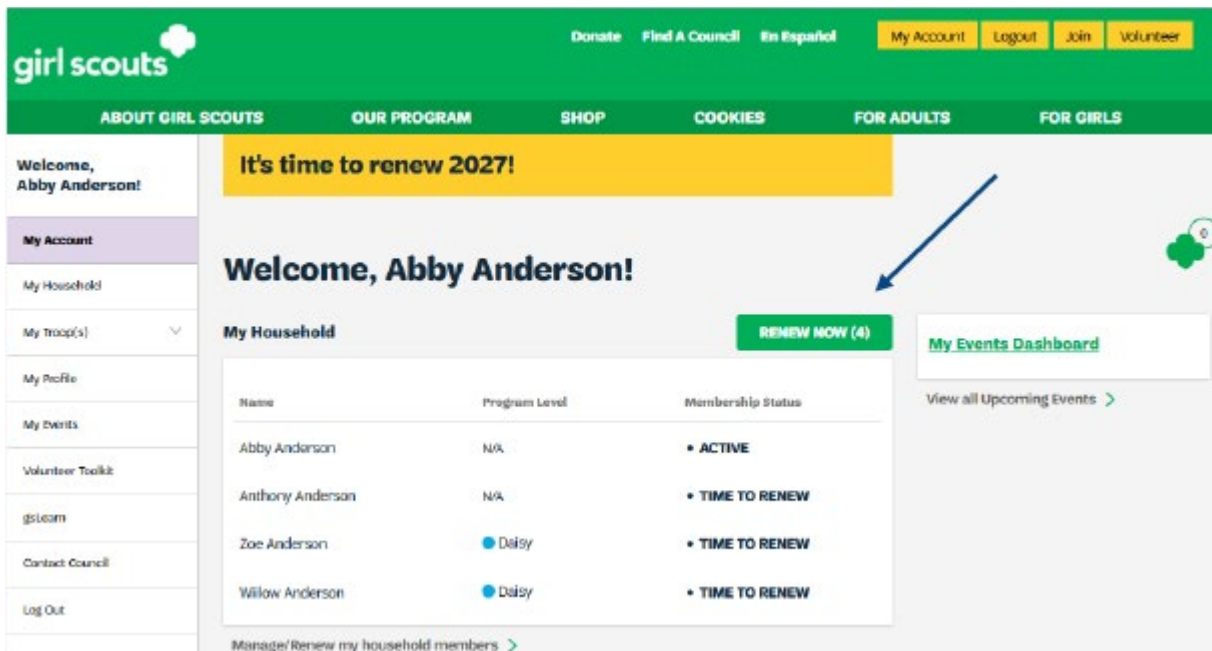 girl scouts
Donate Find A Council En Español My Account Logout Join Volunteer
ABOUT GIRL SCOUTS OUR PROGRAM SHOP COOKIES FOR ADULTS FOR GIRLS
Welcome,
Abby Anderson!
My Account
My Household
My Troop(s)
My Profile
My Events
Volunteer Toolkit
gsLearn
Contact Council
Log Out
It's time to renew 2027!
Welcome, Abby Anderson!
My Household RENEW NOW (4)
Name Program Level Membership Status
Abby Anderson N/A • ACTIVE
Anthony Anderson N/A • TIME TO RENEW
Zoe Anderson Daisy • TIME TO RENEW
Willow Anderson Daisy • TIME TO RENEW
Manage/Renew my household members >
0
My Events Dashboard
View all Upcoming Events >